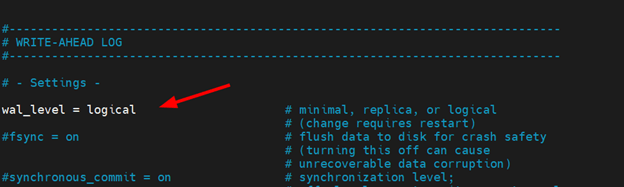 #------------------------------------------------------------------------------
# WRITE-AHEAD LOG
#------------------------------------------------------------------------------
# - Settings -
wal_level = logical # minimal, replica, or logical
# (change requires restart)
#fsync = on # flush data to disk for crash safety
# (turning this off can cause
# unrecoverable data corruption)
#synchronous_commit = on # synchronization level;